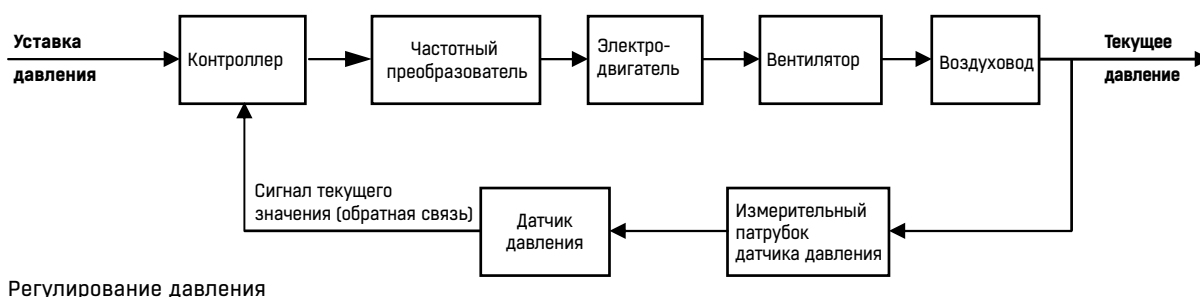 Уставка
давления
Контроллер
Частотный
преобразователь
Электро-
двигатель
Вентилятор
Воздуховод
Текущее
давление
Сигнал текущего
значения (обратная связь)
Датчик
давления
Измерительный
патрубок
датчика давления
Регулирование давления